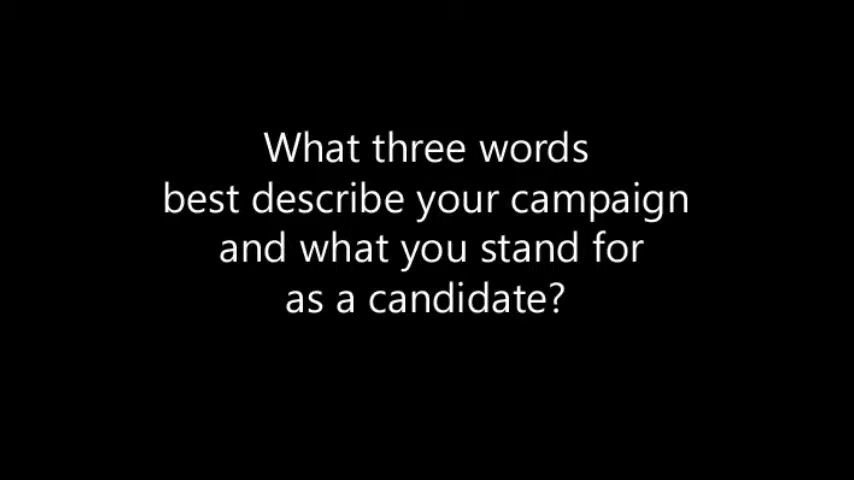 What three words
best describe your campaign
and what you stand for
as a candidate?